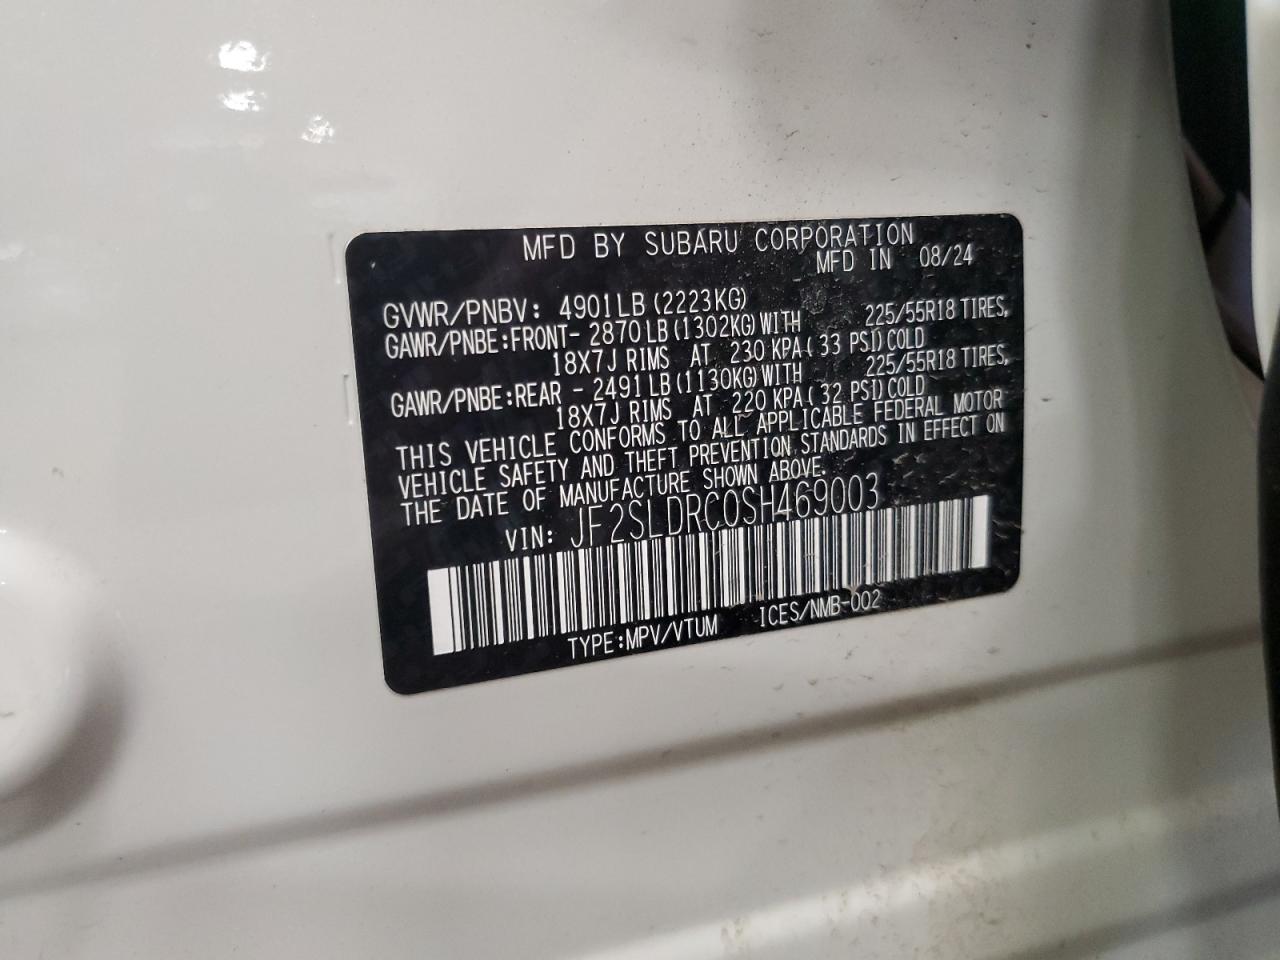 MFD BY SUBARU CORPORATION
MFD IN 08/24
GVWR/PNBV: 4901LB (2223KG)
GAWR/PNBE:FRONT- 2870LB (1302KG) WITH 225/55R18 TIRES,
18X7J RIMS AT 230 KPA( 33 PSI) COLD
GAWR/PNBE:REAR - 2491LB (1130KG) WITH 225/55R18 TIRES,
18X7J RIMS AT 220 KPA( 32 PSI) COLD
THIS VEHICLE CONFORMS TO ALL APPLICABLE FEDERAL MOTOR
VEHICLE SAFETY AND THEFT PREVENTION STANDARDS IN EFFECT ON
THE DATE OF MANUFACTURE SHOWN ABOVE.
VIN: JF2SLDRC0SH469003
TYPE:MPV/VTUM ICES/NMB-002